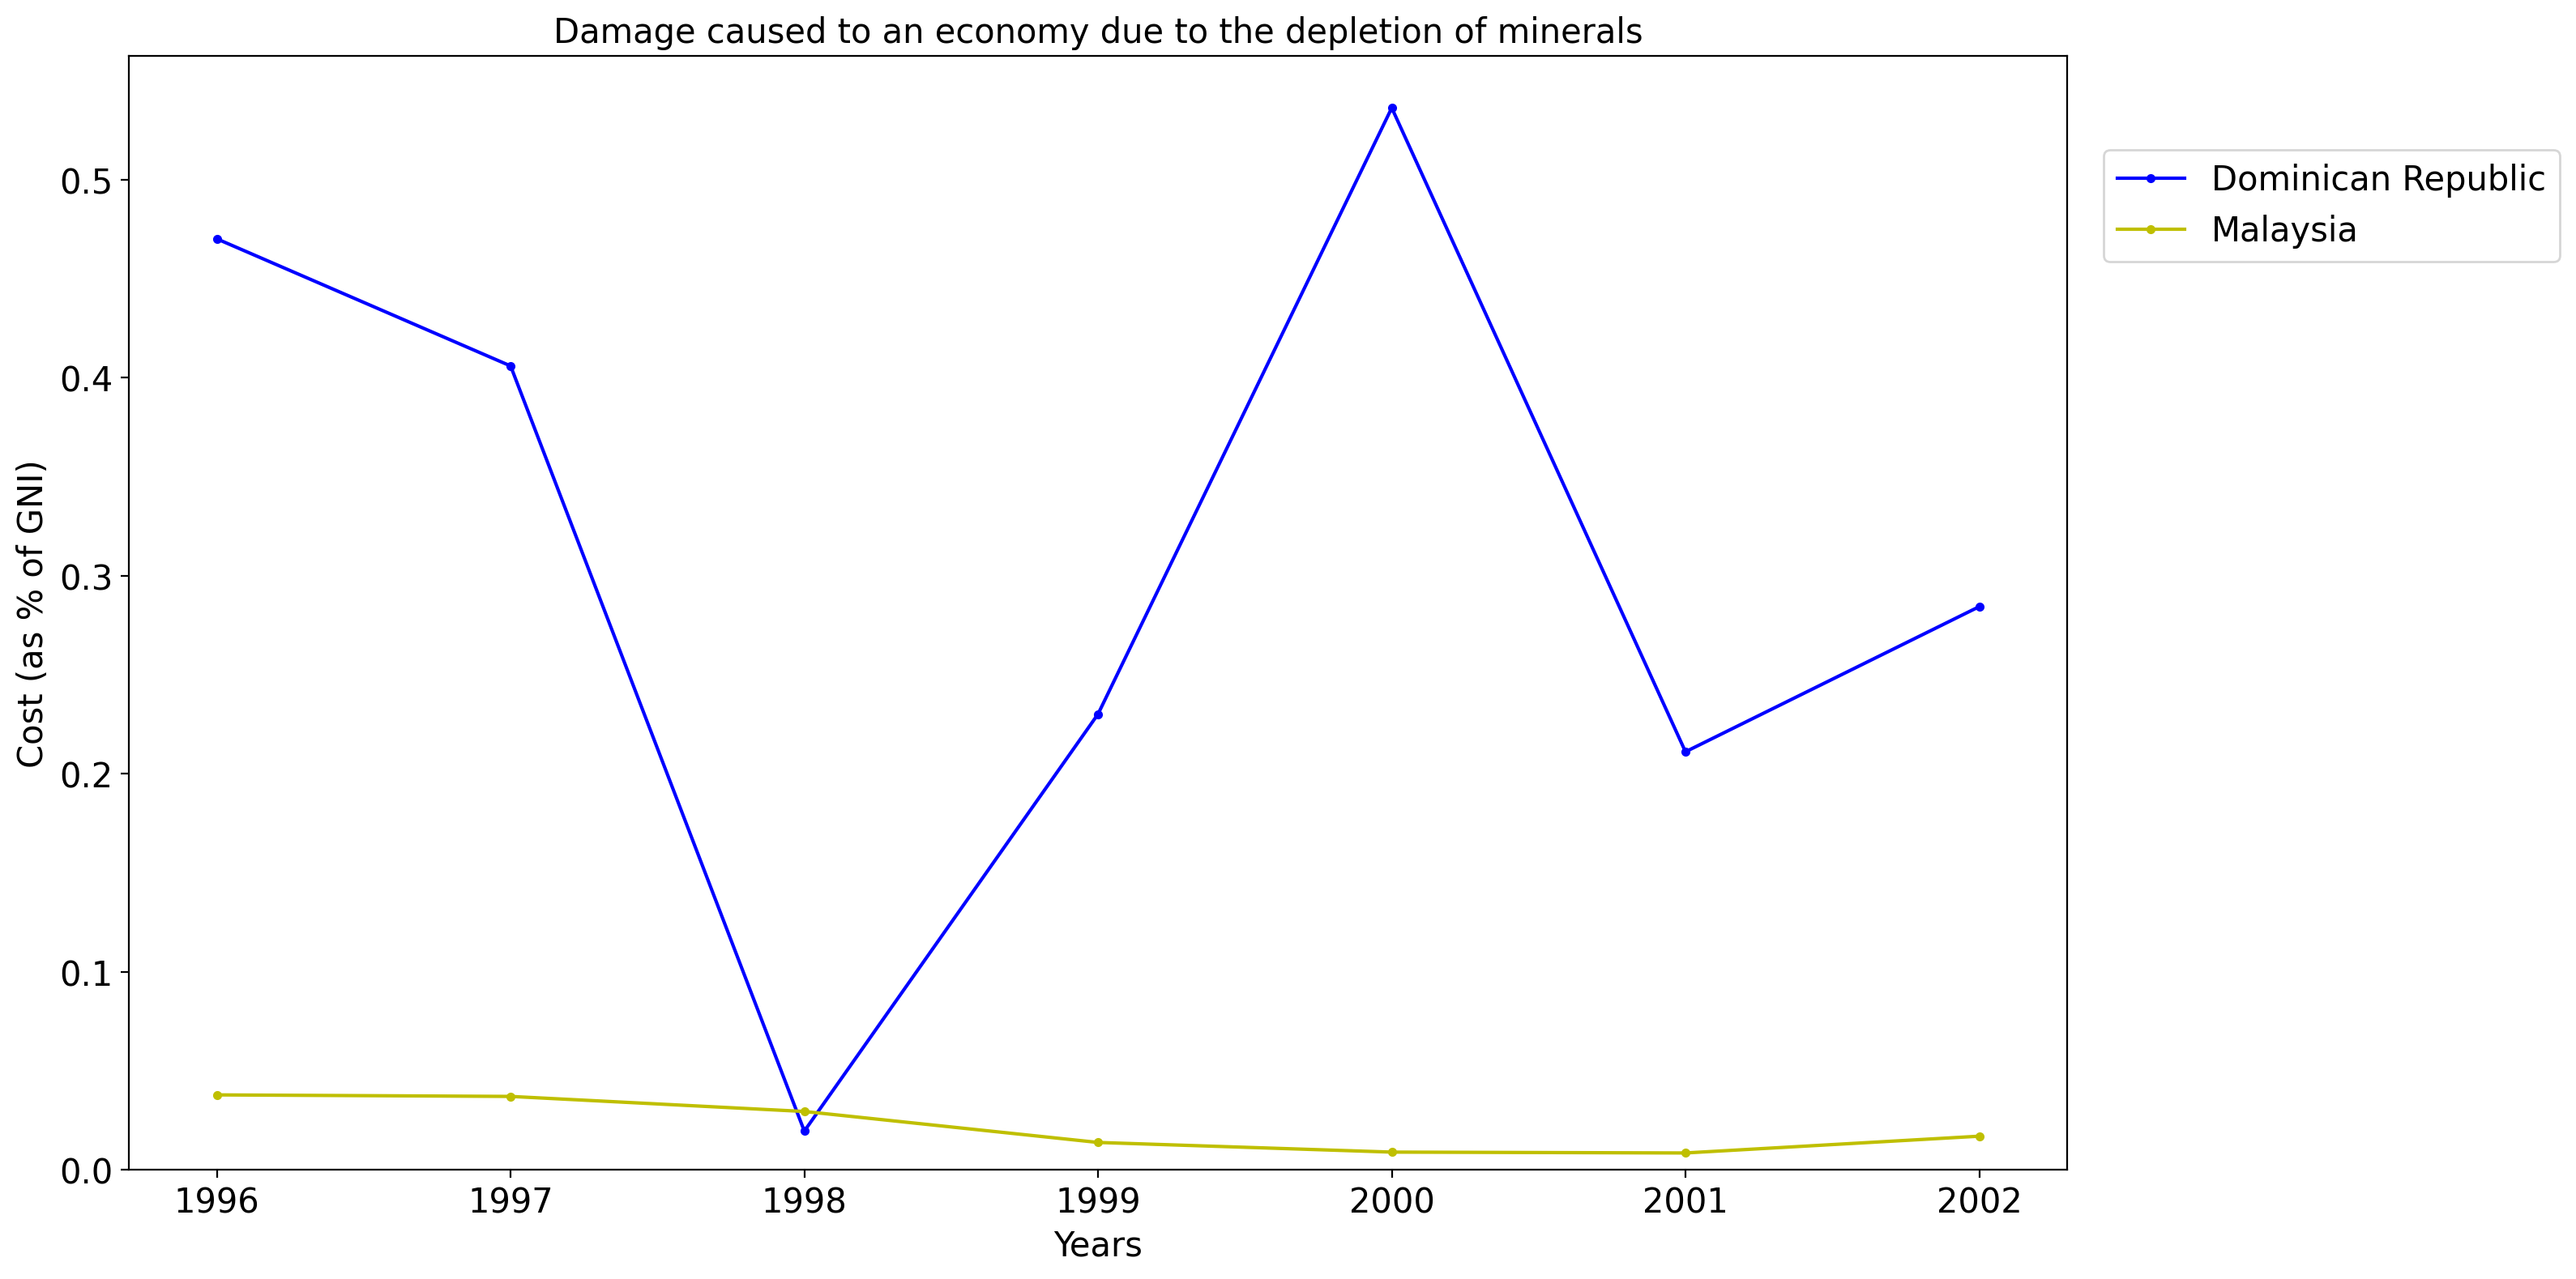 Damage caused to an economy due to the depletion of minerals
Cost (as % of GNI)
0.5
0.4
0.3
0.2
0.1
0.0
1996 1997 1998 1999 2000 2001 2002
Years
Dominican Republic
Malaysia